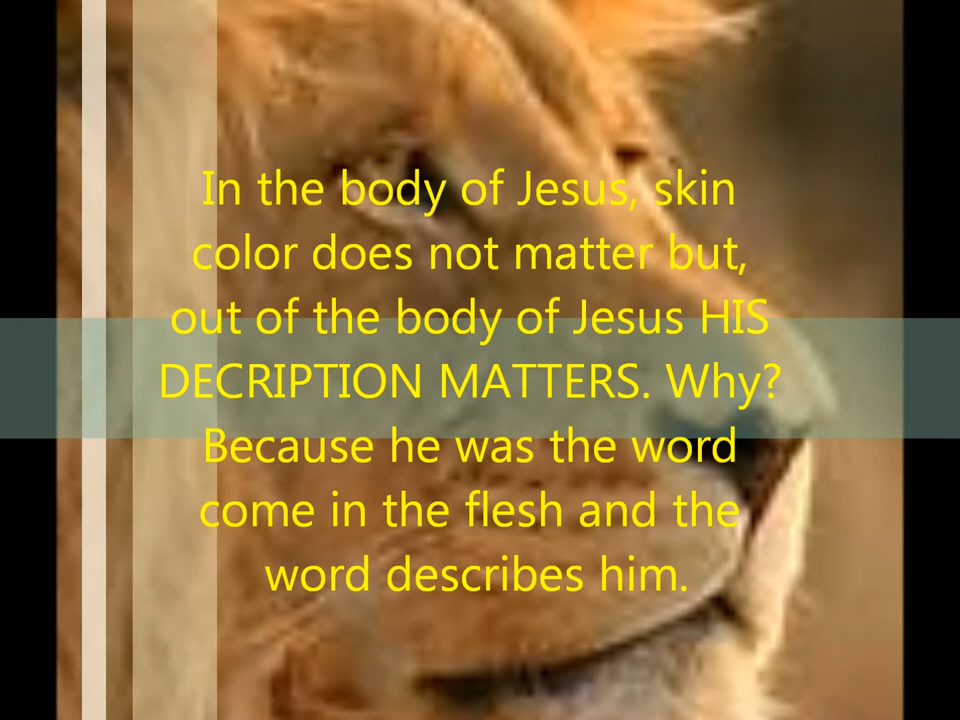 In the body of Jesus, skin
color does not matter but,
out of the body of Jesus HIS
DECRIPTION MATTERS. Why?
Because he was the word
come in the flesh and the
word describes him.